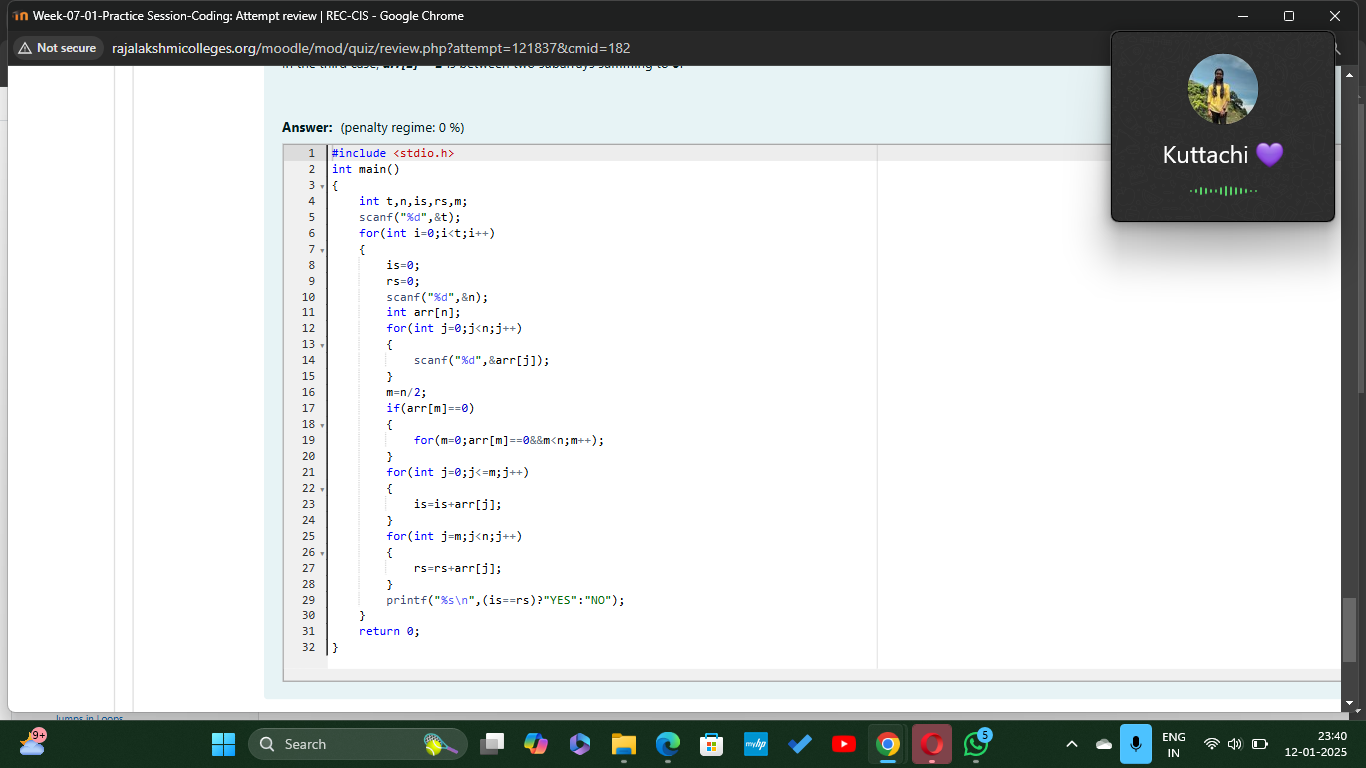 Week-07-01-Practice Session-Coding: Attempt review | REC-CIS - Google Chrome
Not secure
rajalakshmicolleges.org/moodle/mod/quiz/review.php?attempt=121837&cmid=182
Kuttachi 💜
Answer: (penalty regime: 0 %)
1 #include <stdio.h>
2 int main()
3 {
4 int t,n,is,rs,m;
5 scanf("%d",&t);
6 for(int i=0;i<t;i++)
7 {
8 is=0;
9 rs=0;
10 scanf("%d",&n);
11 int arr[n];
12 for(int j=0;j<n;j++)
13 {
14 scanf("%d",&arr[j]);
15 }
16 m=n/2;
17 if(arr[m]==0)
18 {
19 for(m=0;arr[m]==0&&m<n;m++);
20 }
21 for(int j=0;j<=m;j++)
22 {
23 is=is+arr[j];
24 }
25 for(int j=m;j<n;j++)
26 {
27 rs=rs+arr[j];
28 }
29 printf("%s\n",(is==rs)?"YES":"NO");
30 }
31 return 0;
32 }
Jumps in Loops
9+
Search
myhp
5
ENG
IN
23:40
12-01-2025